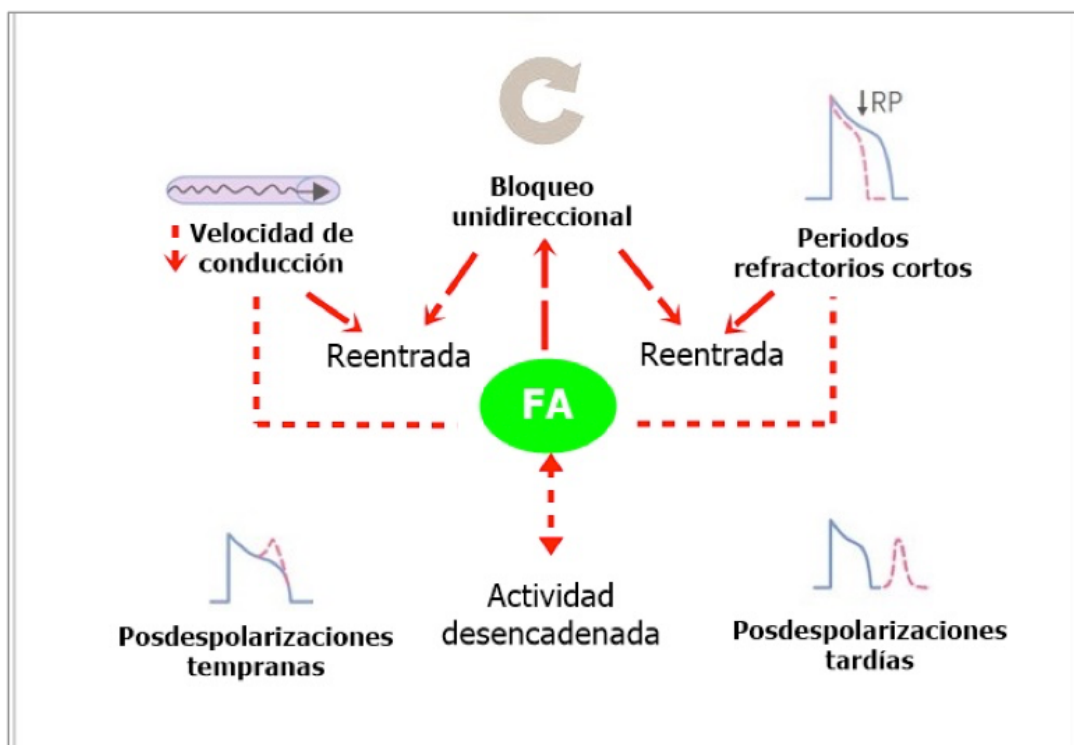 ↓RP
Bloqueo
unidireccional
Velocidad de
conducción
Periodos
refractorios cortos
Reentrada
Reentrada
FA
Actividad
desencadenada
Posdespolarizaciones
tempranas
Posdespolarizaciones
tardías